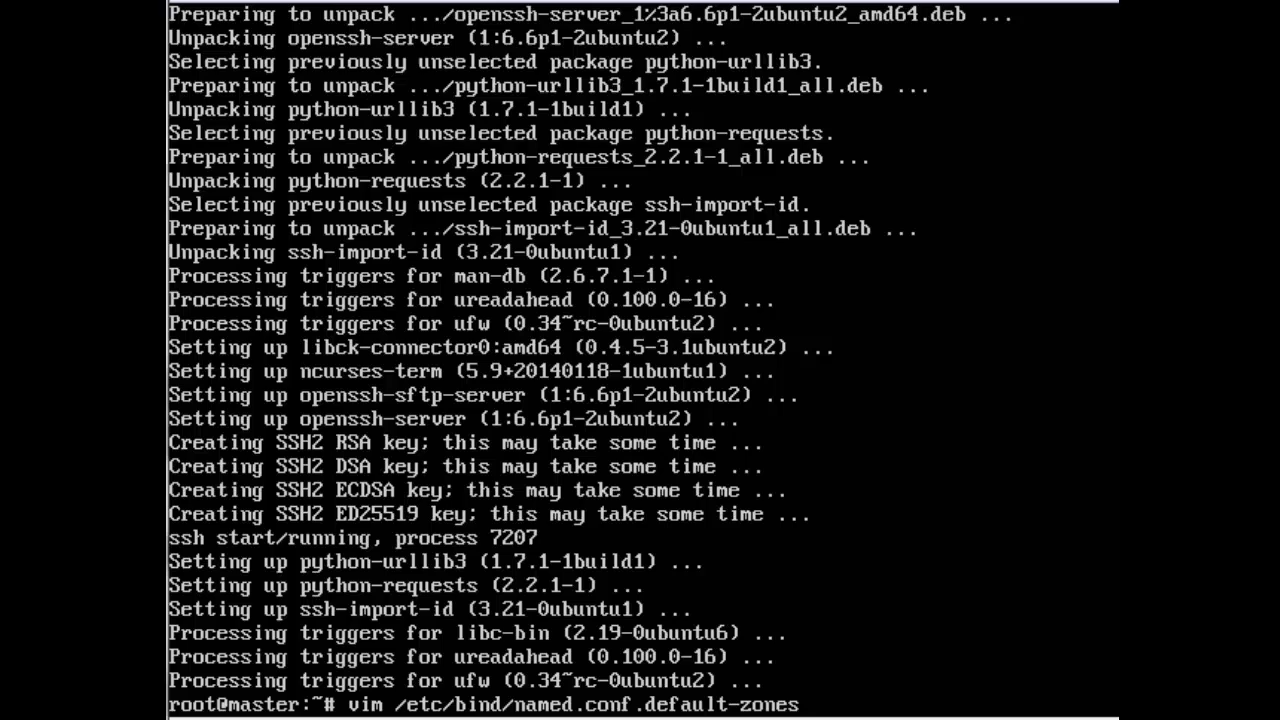 Preparing to unpack .../openssh-server_1%3a6.6p1-2ubuntu2_amd64.deb ...
Unpacking openssh-server (1:6.6p1-2ubuntu2) ...
Selecting previously unselected package python-urllib3.
Preparing to unpack .../python-urllib3_1.7.1-1build1_all.deb ...
Unpacking python-urllib3 (1.7.1-1build1) ...
Selecting previously unselected package python-requests.
Preparing to unpack .../python-requests_2.2.1-1_all.deb ...
Unpacking python-requests (2.2.1-1) ...
Selecting previously unselected package ssh-import-id.
Preparing to unpack .../ssh-import-id_3.21-0ubuntu1_all.deb ...
Unpacking ssh-import-id (3.21-0ubuntu1) ...
Processing triggers for man-db (2.6.7.1-1) ...
Processing triggers for ureadahead (0.100.0-16) ...
Processing triggers for ufw (0.34~rc-0ubuntu2) ...
Setting up libck-connector0:amd64 (0.4.5-3.1ubuntu2) ...
Setting up ncurses-term (5.9+20140118-1ubuntu1) ...
Setting up openssh-sftp-server (1:6.6p1-2ubuntu2) ...
Setting up openssh-server (1:6.6p1-2ubuntu2) ...
Creating SSH2 RSA key; this may take some time ...
Creating SSH2 DSA key; this may take some time ...
Creating SSH2 ECDSA key; this may take some time ...
Creating SSH2 ED25519 key; this may take some time ...
ssh start/running, process 7207
Setting up python-urllib3 (1.7.1-1build1) ...
Setting up python-requests (2.2.1-1) ...
Setting up ssh-import-id (3.21-0ubuntu1) ...
Processing triggers for libc-bin (2.19-0ubuntu6) ...
Processing triggers for ureadahead (0.100.0-16) ...
Processing triggers for ufw (0.34~rc-0ubuntu2) ...
root@master:~# vim /etc/bind/named.conf.default-zones